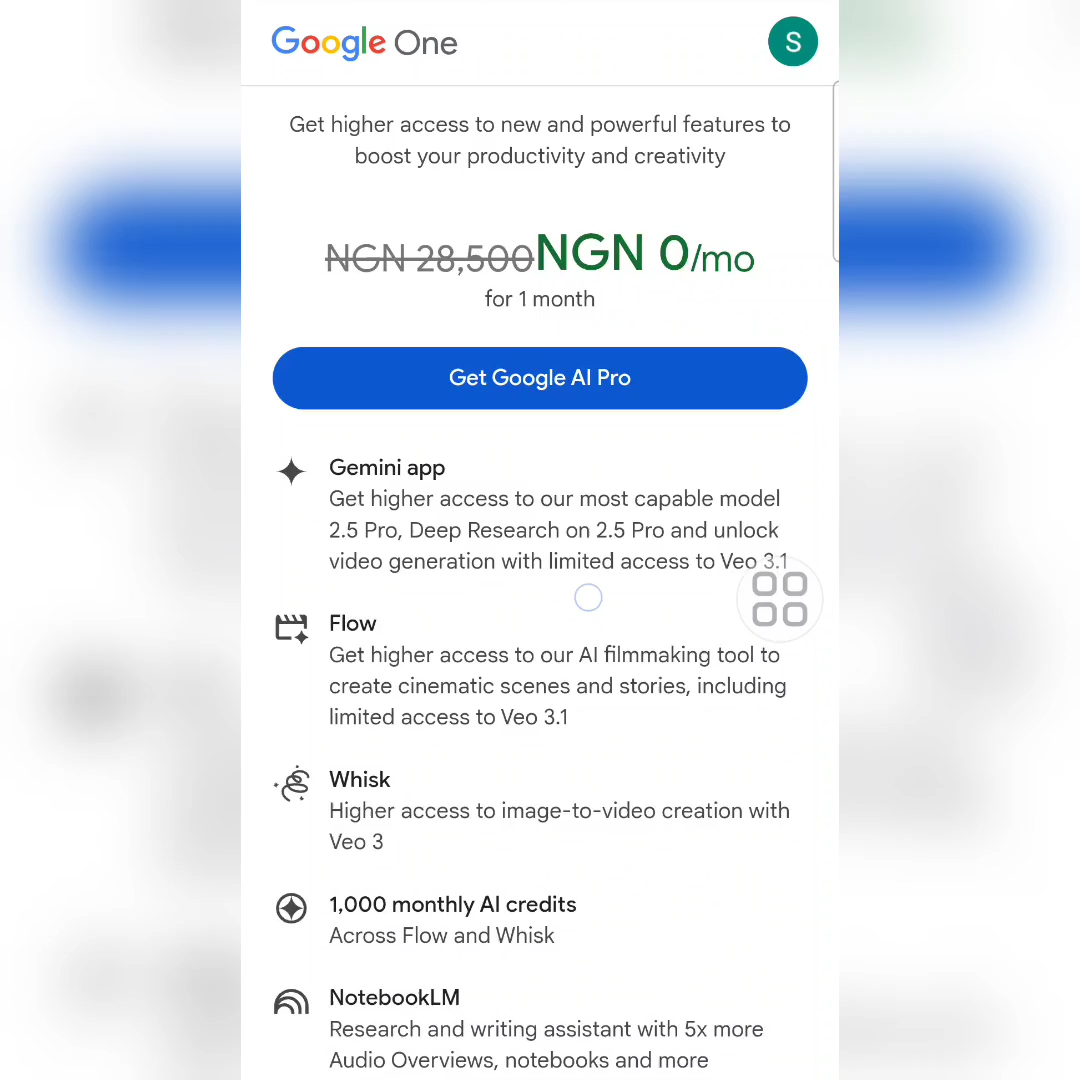 Google One
S
Get higher access to new and powerful features to
boost your productivity and creativity
NGN 28,500 NGN 0/mo
for 1 month
Get Google AI Pro
Gemini app
Get higher access to our most capable model
2.5 Pro, Deep Research on 2.5 Pro and unlock
video generation with limited access to Veo 3.1
Flow
Get higher access to our AI filmmaking tool to
create cinematic scenes and stories, including
limited access to Veo 3.1
Whisk
Higher access to image-to-video creation with
Veo 3
1,000 monthly AI credits
Across Flow and Whisk
NotebookLM
Research and writing assistant with 5x more
Audio Overviews, notebooks and more